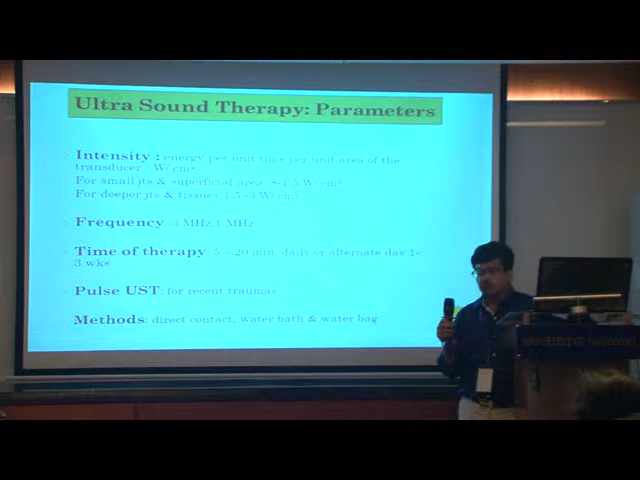 Ultra Sound Therapy: Parameters
Intensity : energy per unit time per unit area of the
transducer : W/ cm²
For small jts & superficial area .8-1.5 W/ cm²
For deeper jts & tissues 1.5 -3 W/ cm²
Frequency :3 MHz,1 MHz
Time of therapy: 5 – 20 min, daily or alternate day 1-
3 wks
Pulse UST: for recent traumas
Methods: direct contact, water bath & water bag